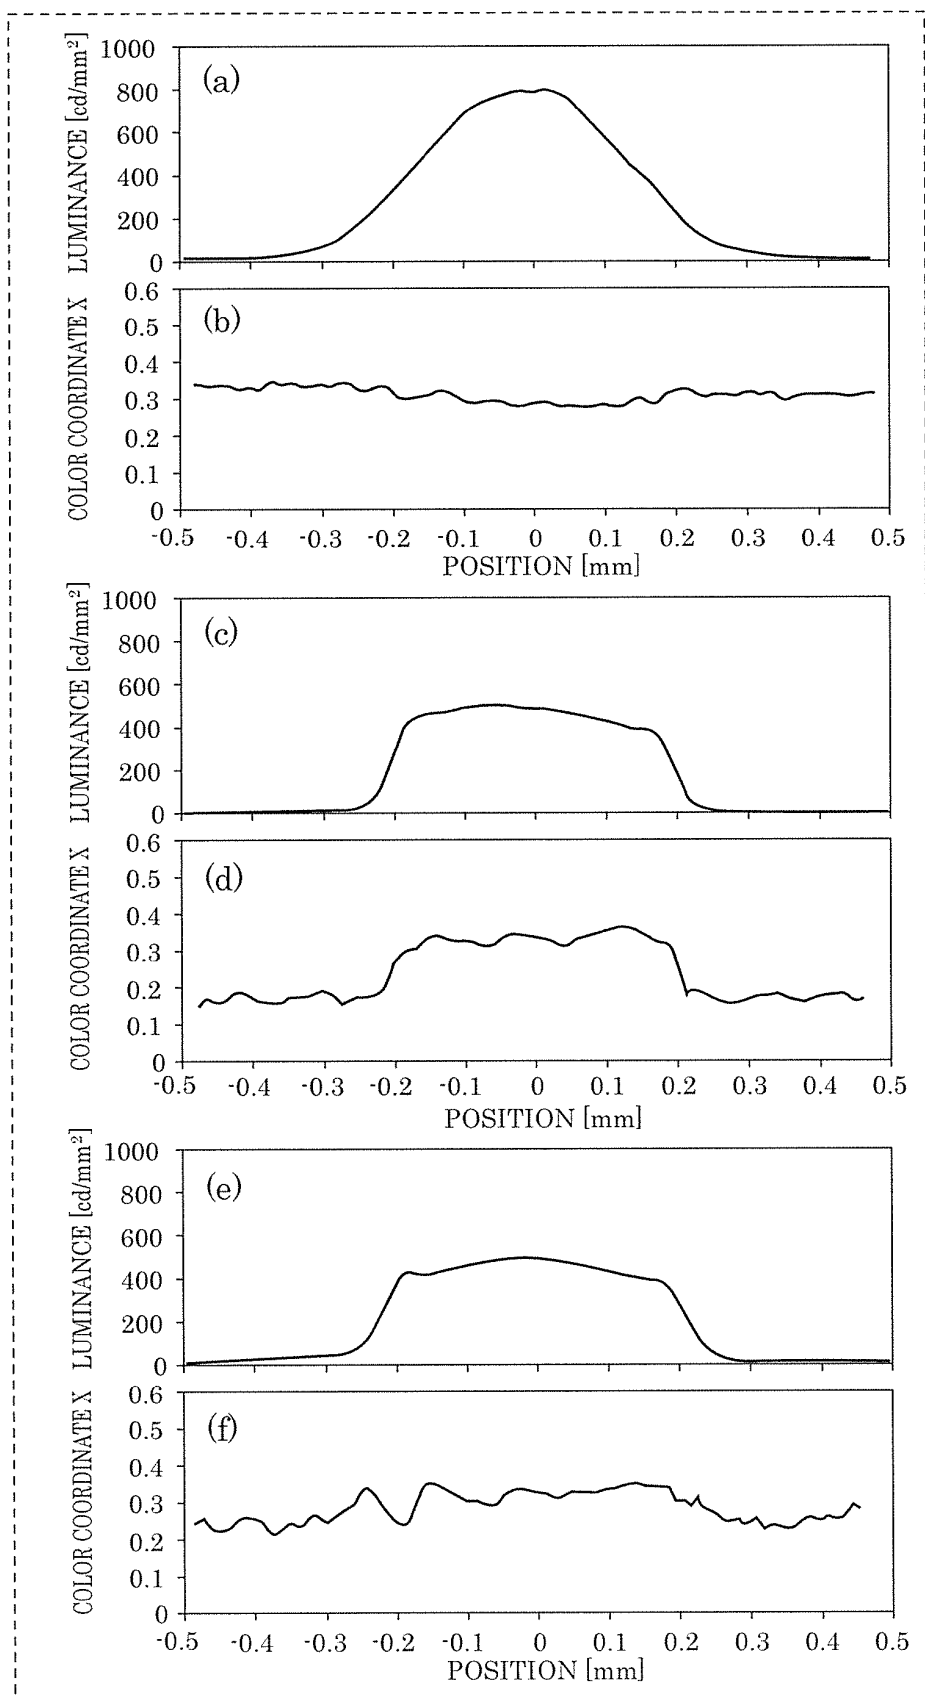 LUMINANCE [cd/mm²]
1000
(a)
800
600
400
200
0
COLOR COORDINATE X
0.6
(b)
0.5
0.4
0.3
0.2
0.1
0
-0.5 -0.4 -0.3 -0.2 -0.1 0 0.1 0.2 0.3 0.4 0.5
POSITION [mm]
LUMINANCE [cd/mm²]
1000
(c)
800
600
400
200
0
COLOR COORDINATE X
0.6
(d)
0.5
0.4
0.3
0.2
0.1
0
-0.5 -0.4 -0.3 -0.2 -0.1 0 0.1 0.2 0.3 0.4 0.5
POSITION [mm]
LUMINANCE [cd/mm²]
1000
(e)
800
600
400
200
0
COLOR COORDINATE X
0.6
(f)
0.5
0.4
0.3
0.2
0.1
0
-0.5 -0.4 -0.3 -0.2 -0.1 0 0.1 0.2 0.3 0.4 0.5
POSITION [mm]